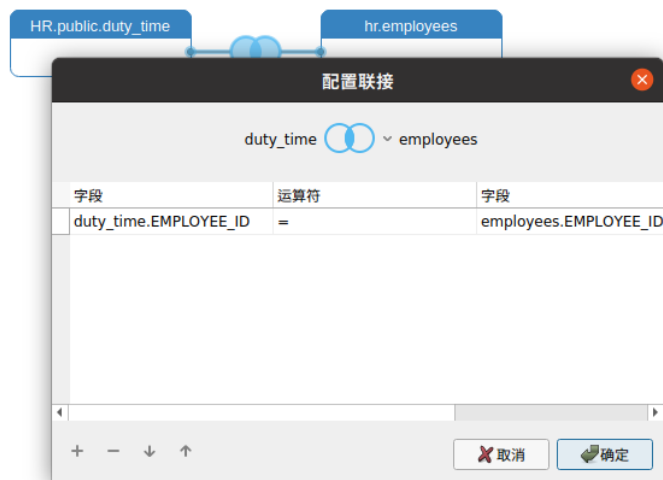 HR.public.duty_time
hr.employees
配置联接
duty_time employees
字段 运算符 字段
duty_time.EMPLOYEE_ID = employees.EMPLOYEE_ID
取消 确定